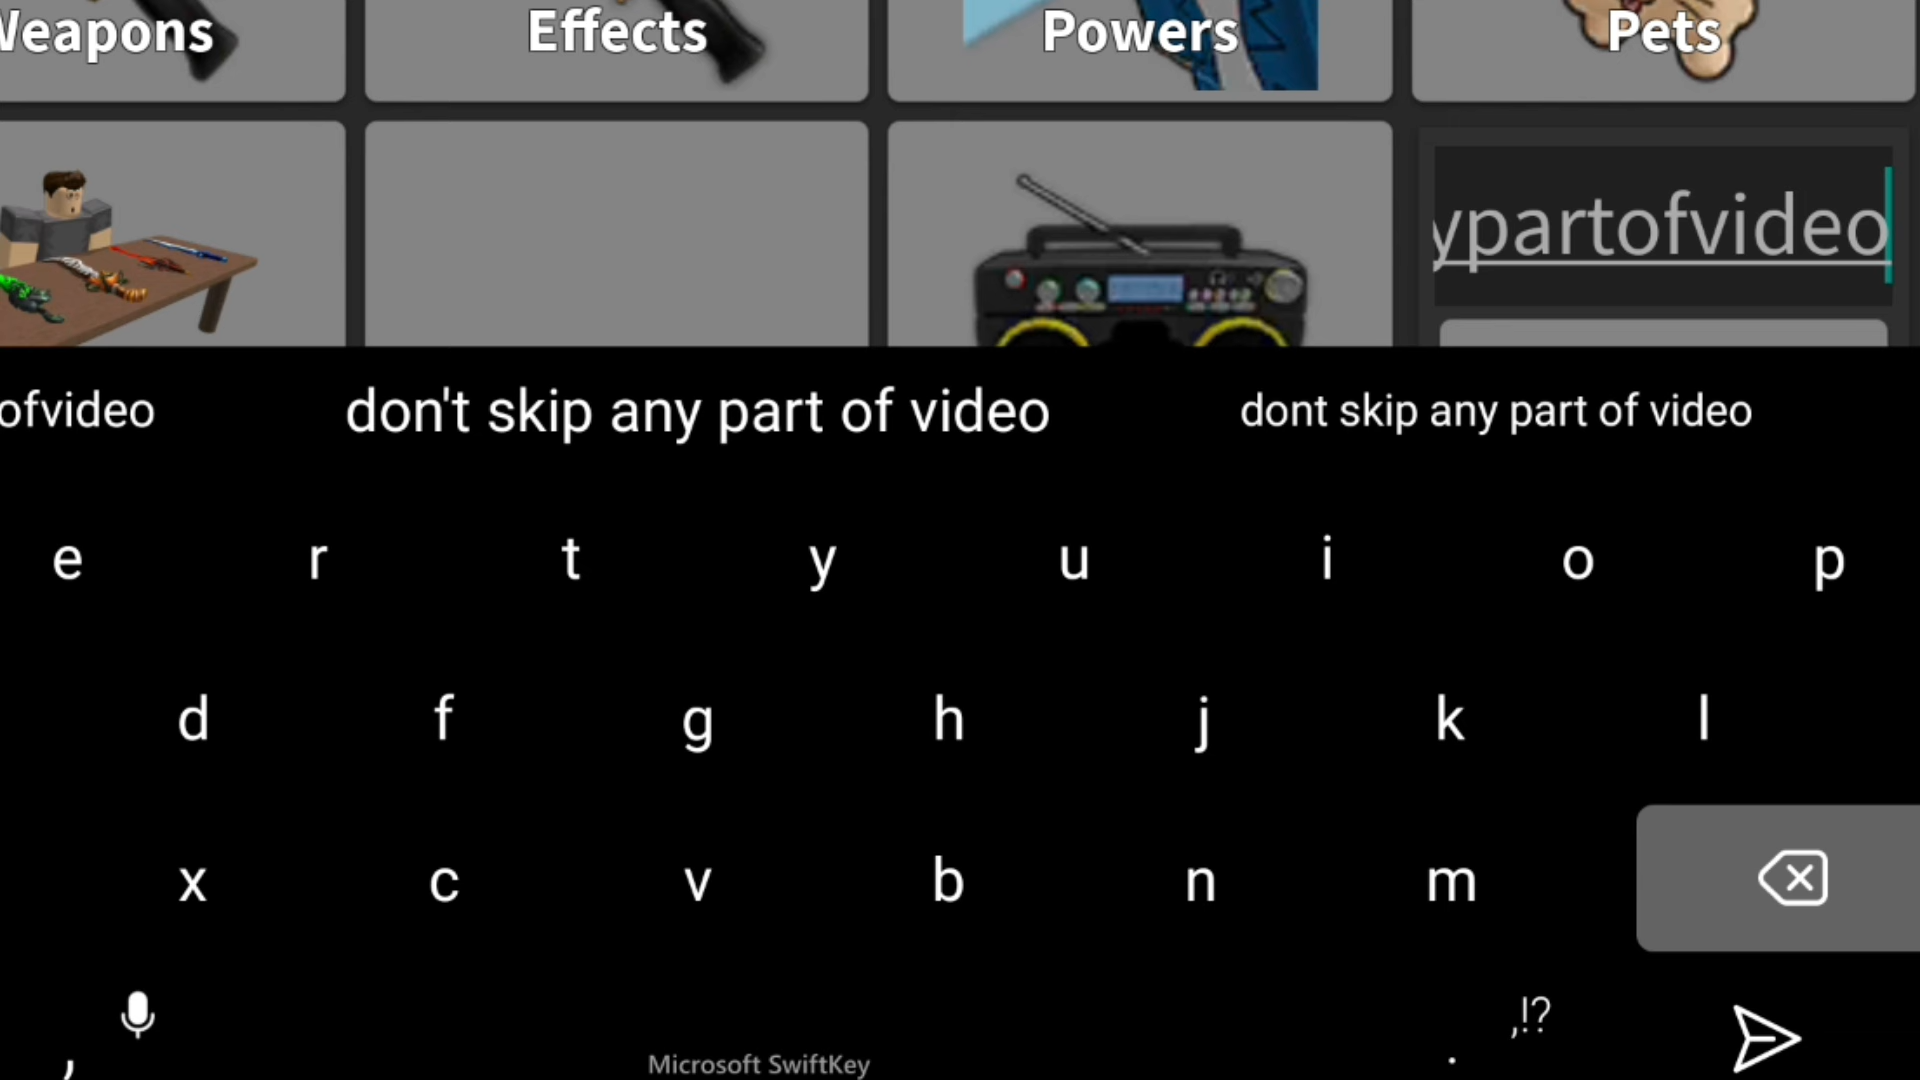 Weapons Effects Powers Pets
ypartofvideo
ofvideo don't skip any part of video dont skip any part of video
e r t y u i o p
d f g h j k l
x c v b n m
,!?
, Microsoft SwiftKey .